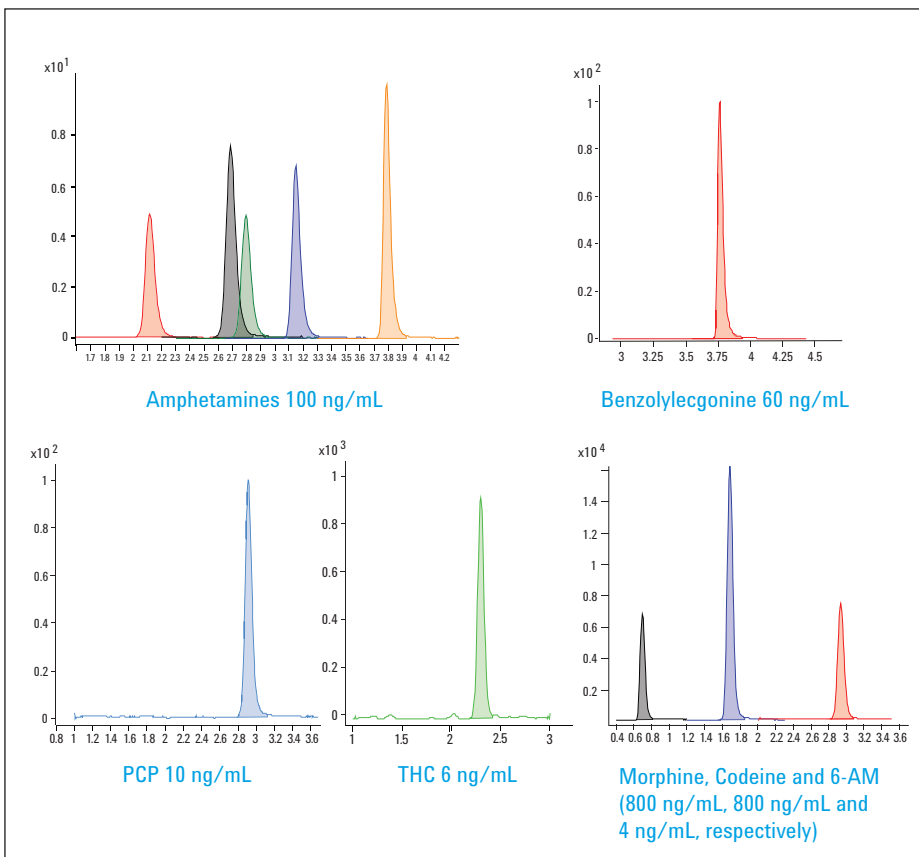 x10¹
0.8
0.6
0.4
0.2
0
1.7 1.8 1.9 2 2.1 2.2 2.3 2.4 2.5 2.6 2.7 2.8 2.9 3 3.1 3.2 3.3 3.4 3.5 3.6 3.7 3.8 3.9 4 4.1 4.2
Amphetamines 100 ng/mL
x10²
1
0.8
0.6
0.4
0.2
0
3 3.25 3.5 3.75 4 4.25 4.5
Benzolylecgonine 60 ng/mL
x10²
1
0.8
0.6
0.4
0.2
0
0.8 1 1.2 1.4 1.6 1.8 2 2.2 2.4 2.6 2.8 3 3.2 3.4 3.6
PCP 10 ng/mL
x10³
1
0.8
0.6
0.4
0.2
0
1 1.5 2 2.5 3
THC 6 ng/mL
x10⁴
1.4
1
0.8
0.6
0.4
0.2
0.4 0.6 0.8 1 1.2 1.4 1.6 1.8 2 2.2 2.4 2.6 2.8 3 3.2 3.4 3.6
Morphine, Codeine and 6-AM
(800 ng/mL, 800 ng/mL and
4 ng/mL, respectively)